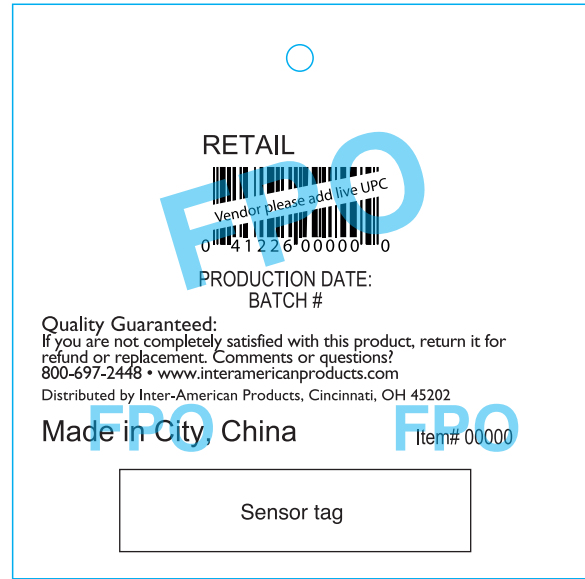 RETAIL
FPO
Vendor please add live UPC
0 41226 00000 0
PRODUCTION DATE:
BATCH #
Quality Guaranteed:
If you are not completely satisfied with this product, return it for
refund or replacement. Comments or questions?
800-697-2448 • www.interamericanproducts.com
Distributed by Inter-American Products, Cincinnati, OH 45202
Made in City, China
FPO
Item# 00000
FPO
Sensor tag